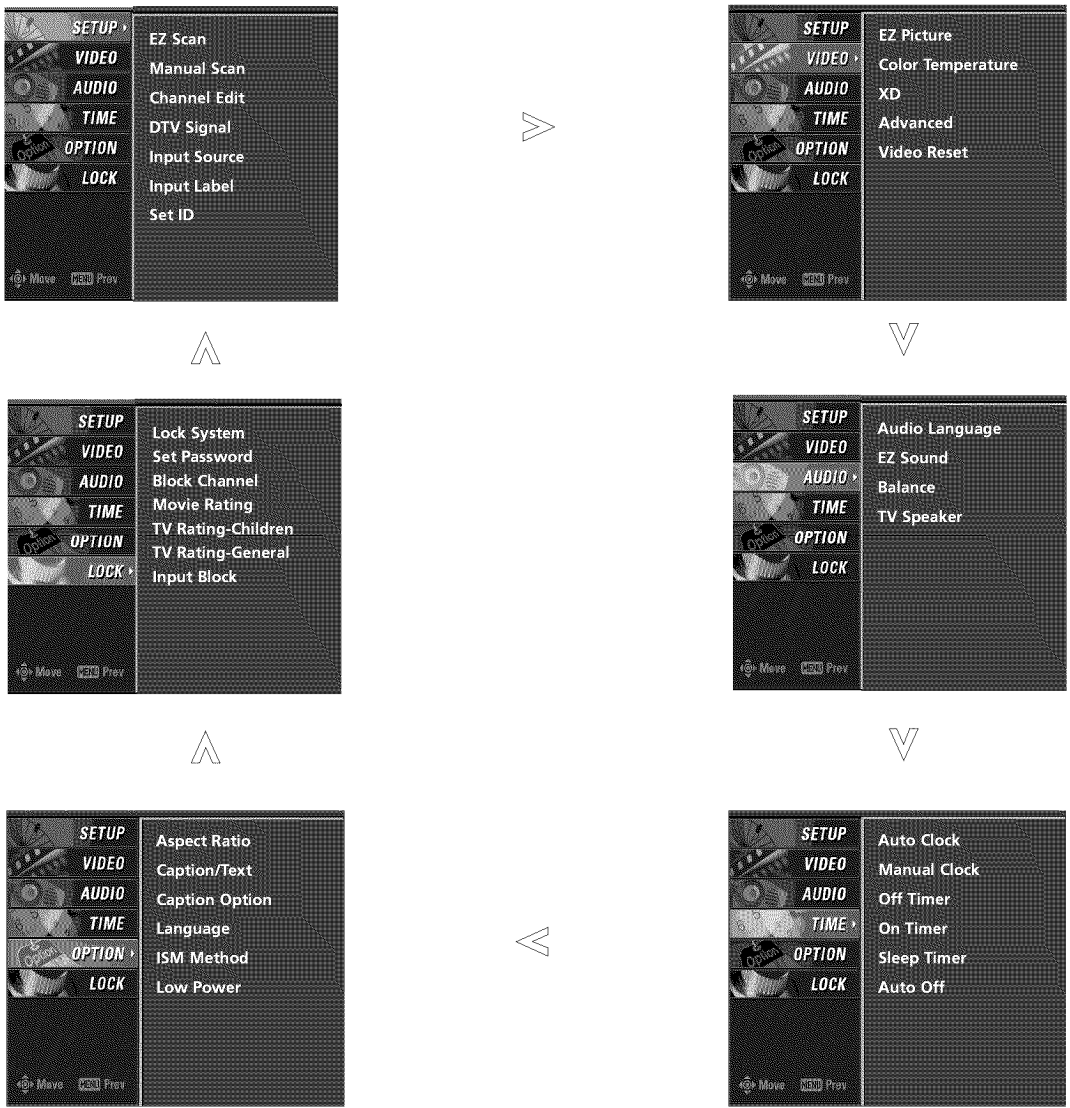 SETUP
VIDEO
AUDIO
TIME
OPTION
LOCK
EZ Scan
Manual Scan
Channel Edit
DTV Signal
Input Source
Input Label
Set ID
Move MENU Prev
SETUP
VIDEO
AUDIO
TIME
OPTION
LOCK
EZ Picture
Color Temperature
XD
Advanced
Video Reset
Move MENU Prev
SETUP
VIDEO
AUDIO
TIME
OPTION
LOCK
Lock System
Set Password
Block Channel
Movie Rating
TV Rating-Children
TV Rating-General
Input Block
Move MENU Prev
SETUP
VIDEO
AUDIO
TIME
OPTION
LOCK
Audio Language
EZ Sound
Balance
TV Speaker
Move MENU Prev
SETUP
VIDEO
AUDIO
TIME
OPTION
LOCK
Aspect Ratio
Caption/Text
Caption Option
Language
ISM Method
Low Power
Move MENU Prev
SETUP
VIDEO
AUDIO
TIME
OPTION
LOCK
Auto Clock
Manual Clock
Off Timer
On Timer
Sleep Timer
Auto Off
Move MENU Prev